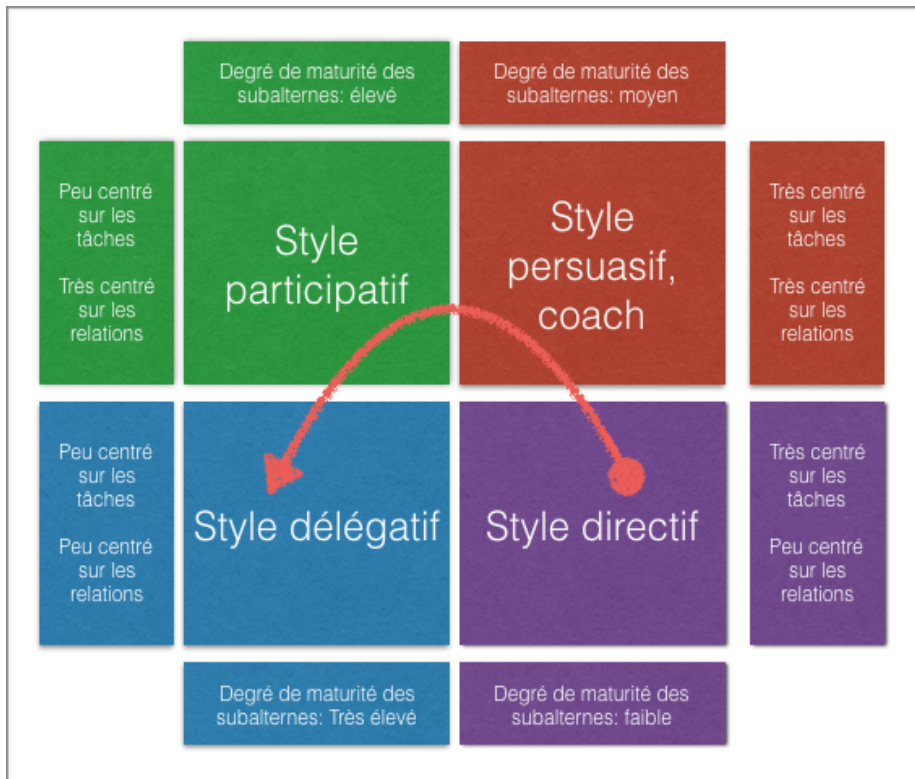 Degré de maturité des
subalternes: élevé
Degré de maturité des
subalternes: moyen
Peu centré
sur les
tâches
Très centré
sur les
relations
Style
participatif
Style
persuasif,
coach
Très centré
sur les
tâches
Très centré
sur les
relations
Peu centré
sur les
tâches
Peu centré
sur les
relations
Style délégatif
Style directif
Très centré
sur les
tâches
Peu centré
sur les
relations
Degré de maturité des
subalternes: Très élevé
Degré de maturité des
subalternes: faible